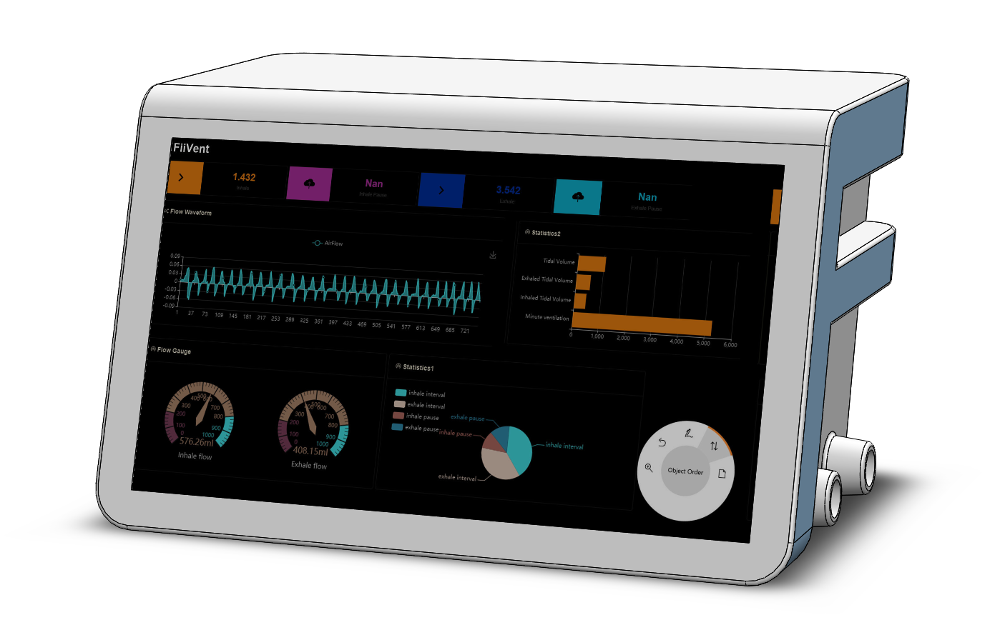 FiiVent
1.432
Inhale
Nan
Inhale Pause
3.542
Exhale
Nan
Exhale Pause
Flow Waveform
AirFlow
0.09
0.06
0.03
0
-0.03
-0.06
-0.09
1 37 73 109 145 181 217 253 289 325 361 397 433 469 505 541 577 613 649 685 721
Statistics2
Tidal Volume
Exhaled Tidal Volume
Inhaled Tidal Volume
Minute ventilation
0 1,000 2,000 3,000 4,000 5,000 6,000
Flow Gauge
0 100 200 300 400 500 600 700 800 900 1000
576.26ml
Inhale flow
0 100 200 300 400 500 600 700 800 900 1000
408.15ml
Exhale flow
Statistics1
inhale interval
exhale interval
inhale pause
exhale pause
exhale pause
inhale pause
inhale interval
exhale interval
Object Order